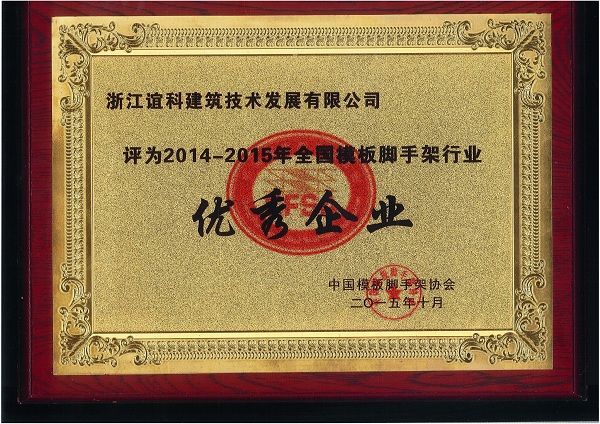 浙江谊科建筑技术发展有限公司
评为2014-2015年全国模板脚手架行业
优秀企业
中国模板脚手架协会
二〇一五年十月